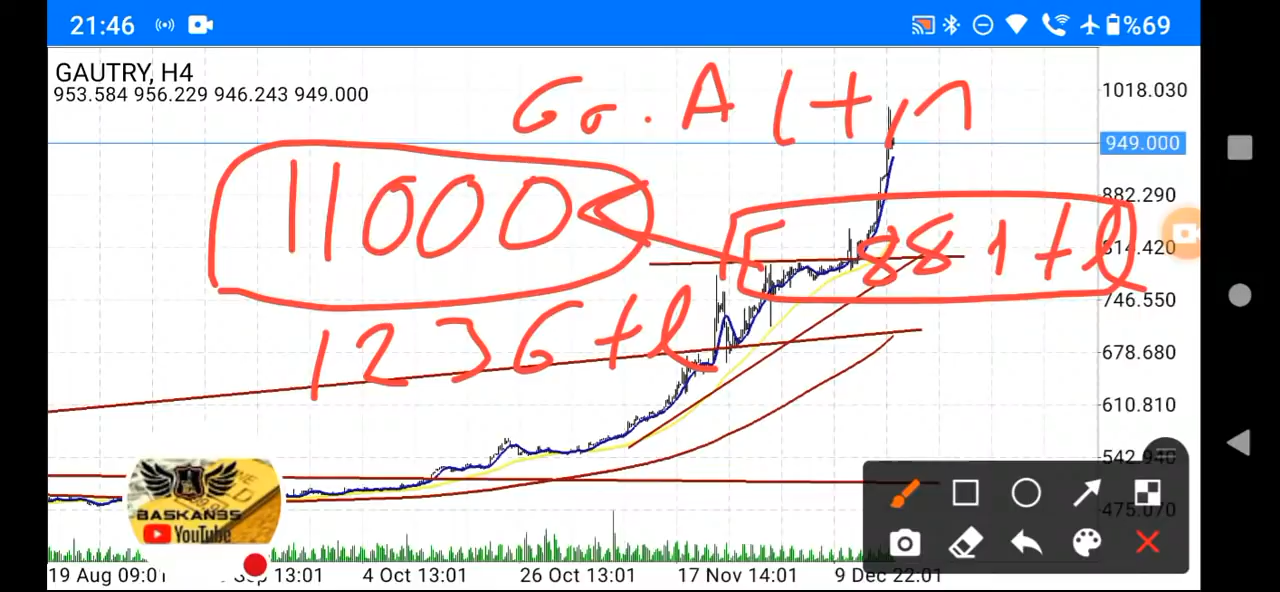 21:46 %69
GAUTRY, H4
953.584 956.229 946.243 949.000
Gr. Altın
1018.030
949.000
882.290
814.420
746.550
678.680
610.810
542.940
475.070
11000
881 tl
1236 tl
BASKAN35
YouTube
19 Aug 09:01 Sep 13:01 4 Oct 13:01 26 Oct 13:01 17 Nov 14:01 9 Dec 22:01